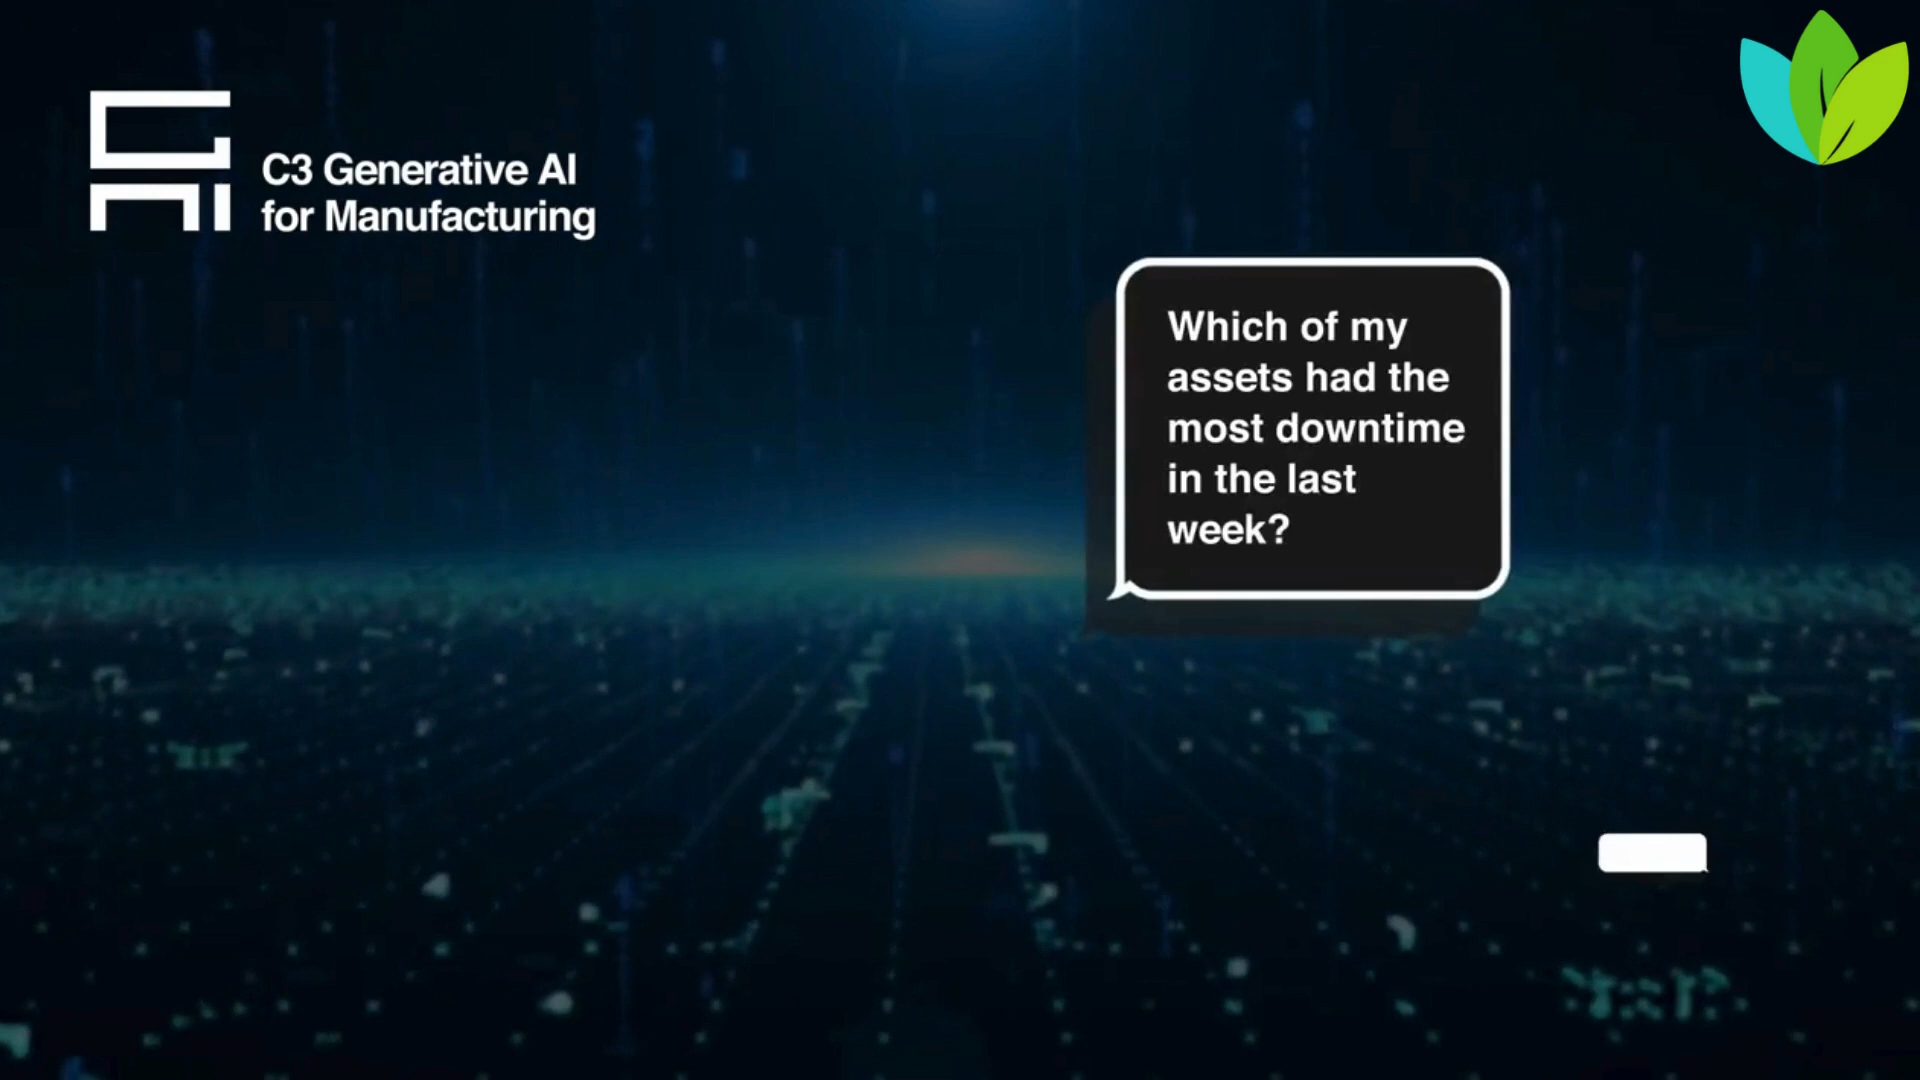 C3 Generative AI
for Manufacturing
Which of my
assets had the
most downtime
in the last
week?